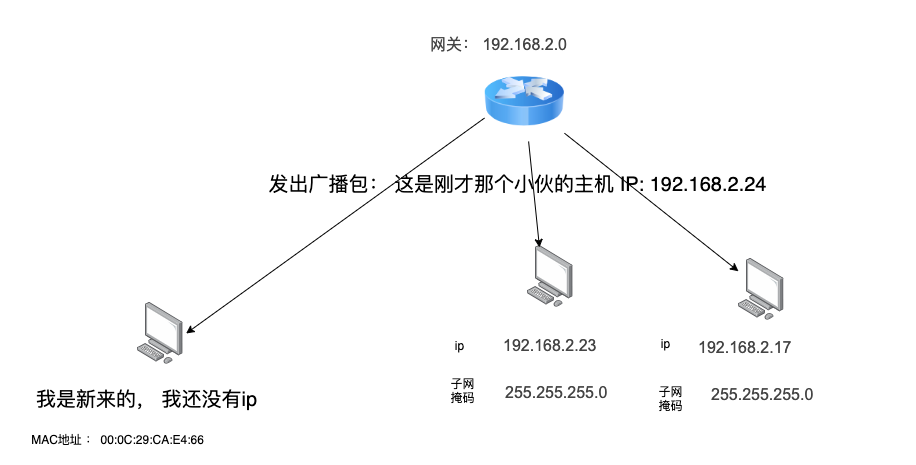 网关： 192.168.2.0
发出广播包： 这是刚才那个小伙的主机 IP: 192.168.2.24
ip 192.168.2.23
ip 192.168.2.17
子网
掩码 255.255.255.0
子网
掩码 255.255.255.0
我是新来的， 我还没有ip
MAC地址 ： 00:0C:29:CA:E4:66